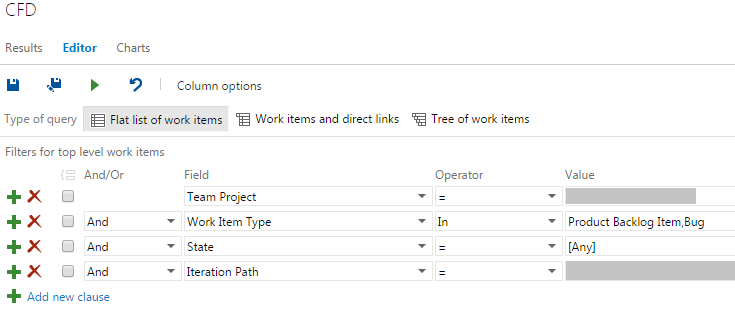 CFD
Results Editor Charts
Column options
Type of query Flat list of work items Work items and direct links Tree of work items
Filters for top level work items
And/Or Field Operator Value
Team Project =
And Work Item Type In Product Backlog Item,Bug
And State = [Any]
And Iteration Path =
Add new clause